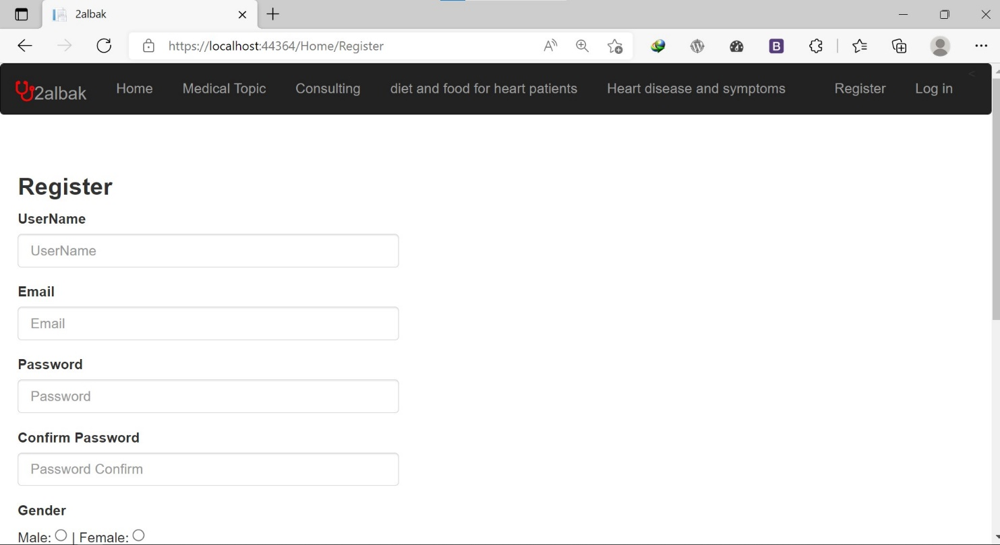 2albak
https://localhost:44364/Home/Register
B
2albak Home Medical Topic Consulting diet and food for heart patients Heart disease and symptoms Register Log in <
Register
UserName
UserName
Email
Email
Password
Password
Confirm Password
Password Confirm
Gender
Male: | Female: